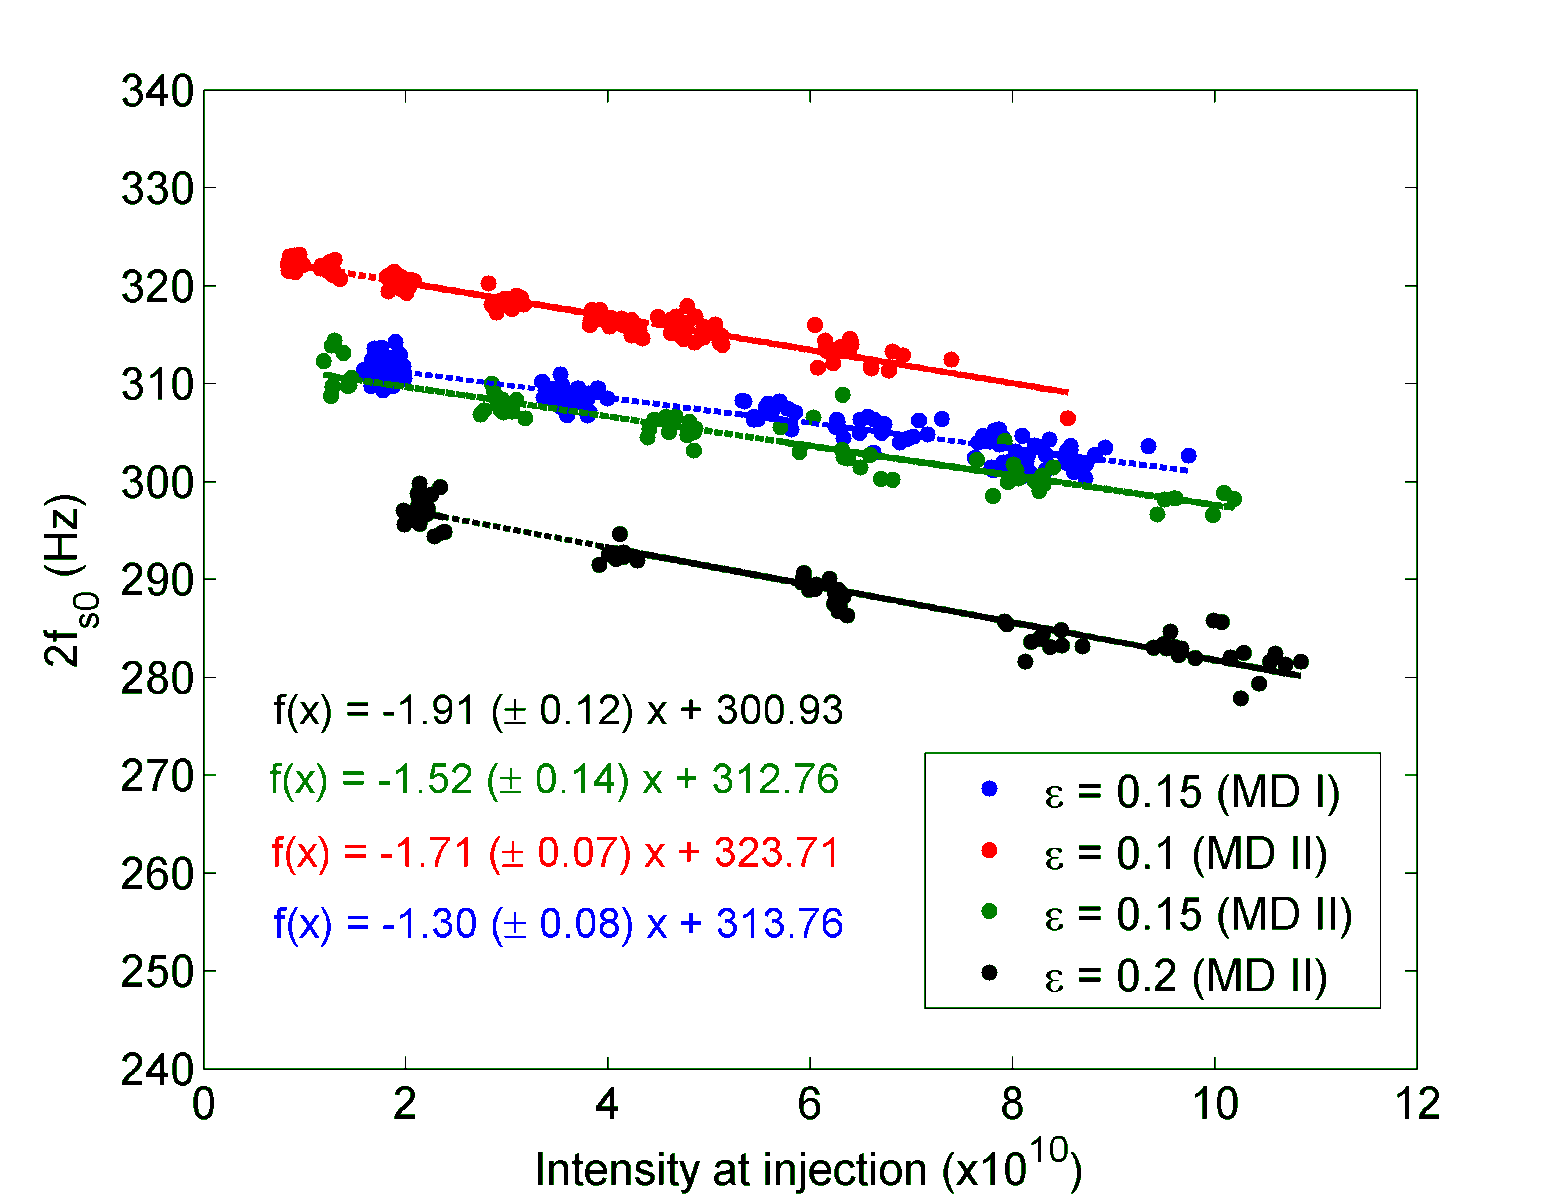 340
330
320
310
300
290
280
270
260
250
240
2f_s0 (Hz)
f(x) = -1.91 (± 0.12) x + 300.93
f(x) = -1.52 (± 0.14) x + 312.76
f(x) = -1.71 (± 0.07) x + 323.71
f(x) = -1.30 (± 0.08) x + 313.76
ε = 0.15 (MD I)
ε = 0.1 (MD II)
ε = 0.15 (MD II)
ε = 0.2 (MD II)
0 2 4 6 8 10 12
Intensity at injection (x10^10)